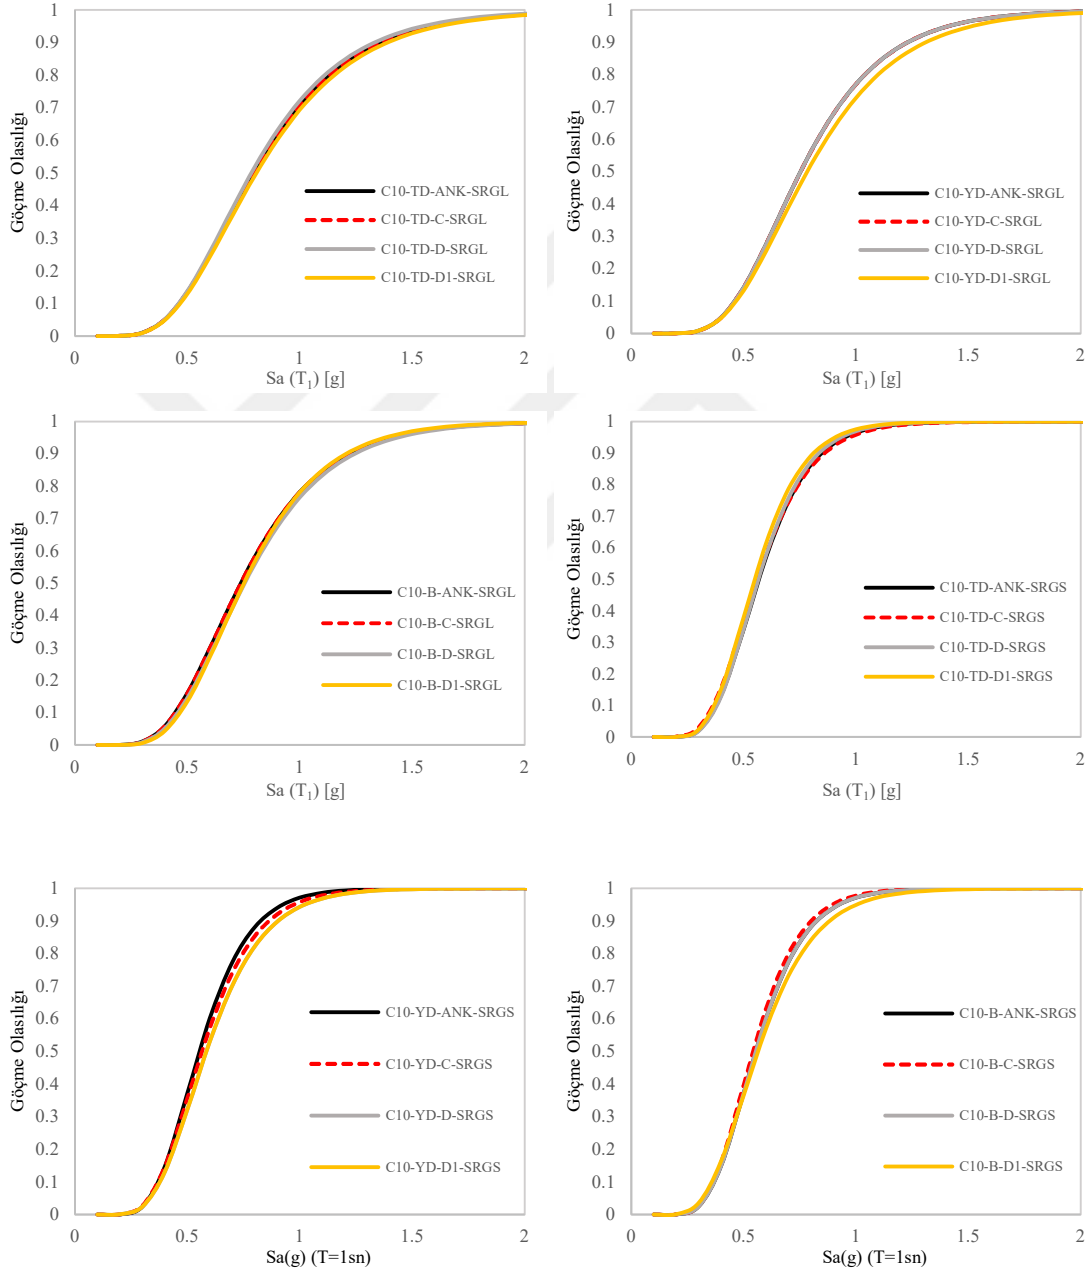 1
0.9
0.8
0.7
0.6
0.5
0.4
0.3
0.2
0.1
0
Göçme Olasılığı
C10-TD-ANK-SRGL
C10-TD-C-SRGL
C10-TD-D-SRGL
C10-TD-D1-SRGL
0 0.5 1 1.5 2
Sa (T₁) [g]
1
0.9
0.8
0.7
0.6
0.5
0.4
0.3
0.2
0.1
0
Göçme Olasılığı
C10-YD-ANK-SRGL
C10-YD-C-SRGL
C10-YD-D-SRGL
C10-YD-D1-SRGL
0 0.5 1 1.5 2
Sa (T₁) [g]
1
0.9
0.8
0.7
0.6
0.5
0.4
0.3
0.2
0.1
0
Göçme Olasılığı
C10-B-ANK-SRGL
C10-B-C-SRGL
C10-B-D-SRGL
C10-B-D1-SRGL
0 0.5 1 1.5 2
Sa (T₁) [g]
1
0.9
0.8
0.7
0.6
0.5
0.4
0.3
0.2
0.1
0
Göçme Olasılığı
C10-TD-ANK-SRGS
C10-TD-C-SRGS
C10-TD-D-SRGS
C10-TD-D1-SRGS
0 0.5 1 1.5 2
Sa (T₁) [g]
1
0.9
0.8
0.7
0.6
0.5
0.4
0.3
0.2
0.1
0
Göçme Olasılığı
C10-YD-ANK-SRGS
C10-YD-C-SRGS
C10-YD-D-SRGS
C10-YD-D1-SRGS
0 0.5 1 1.5 2
Sa(g) (T=1sn)
1
0.9
0.8
0.7
0.6
0.5
0.4
0.3
0.2
0.1
0
Göçme Olasılığı
C10-B-ANK-SRGS
C10-B-C-SRGS
C10-B-D-SRGS
C10-B-D1-SRGS
0 0.5 1 1.5 2
Sa(g) (T=1sn)